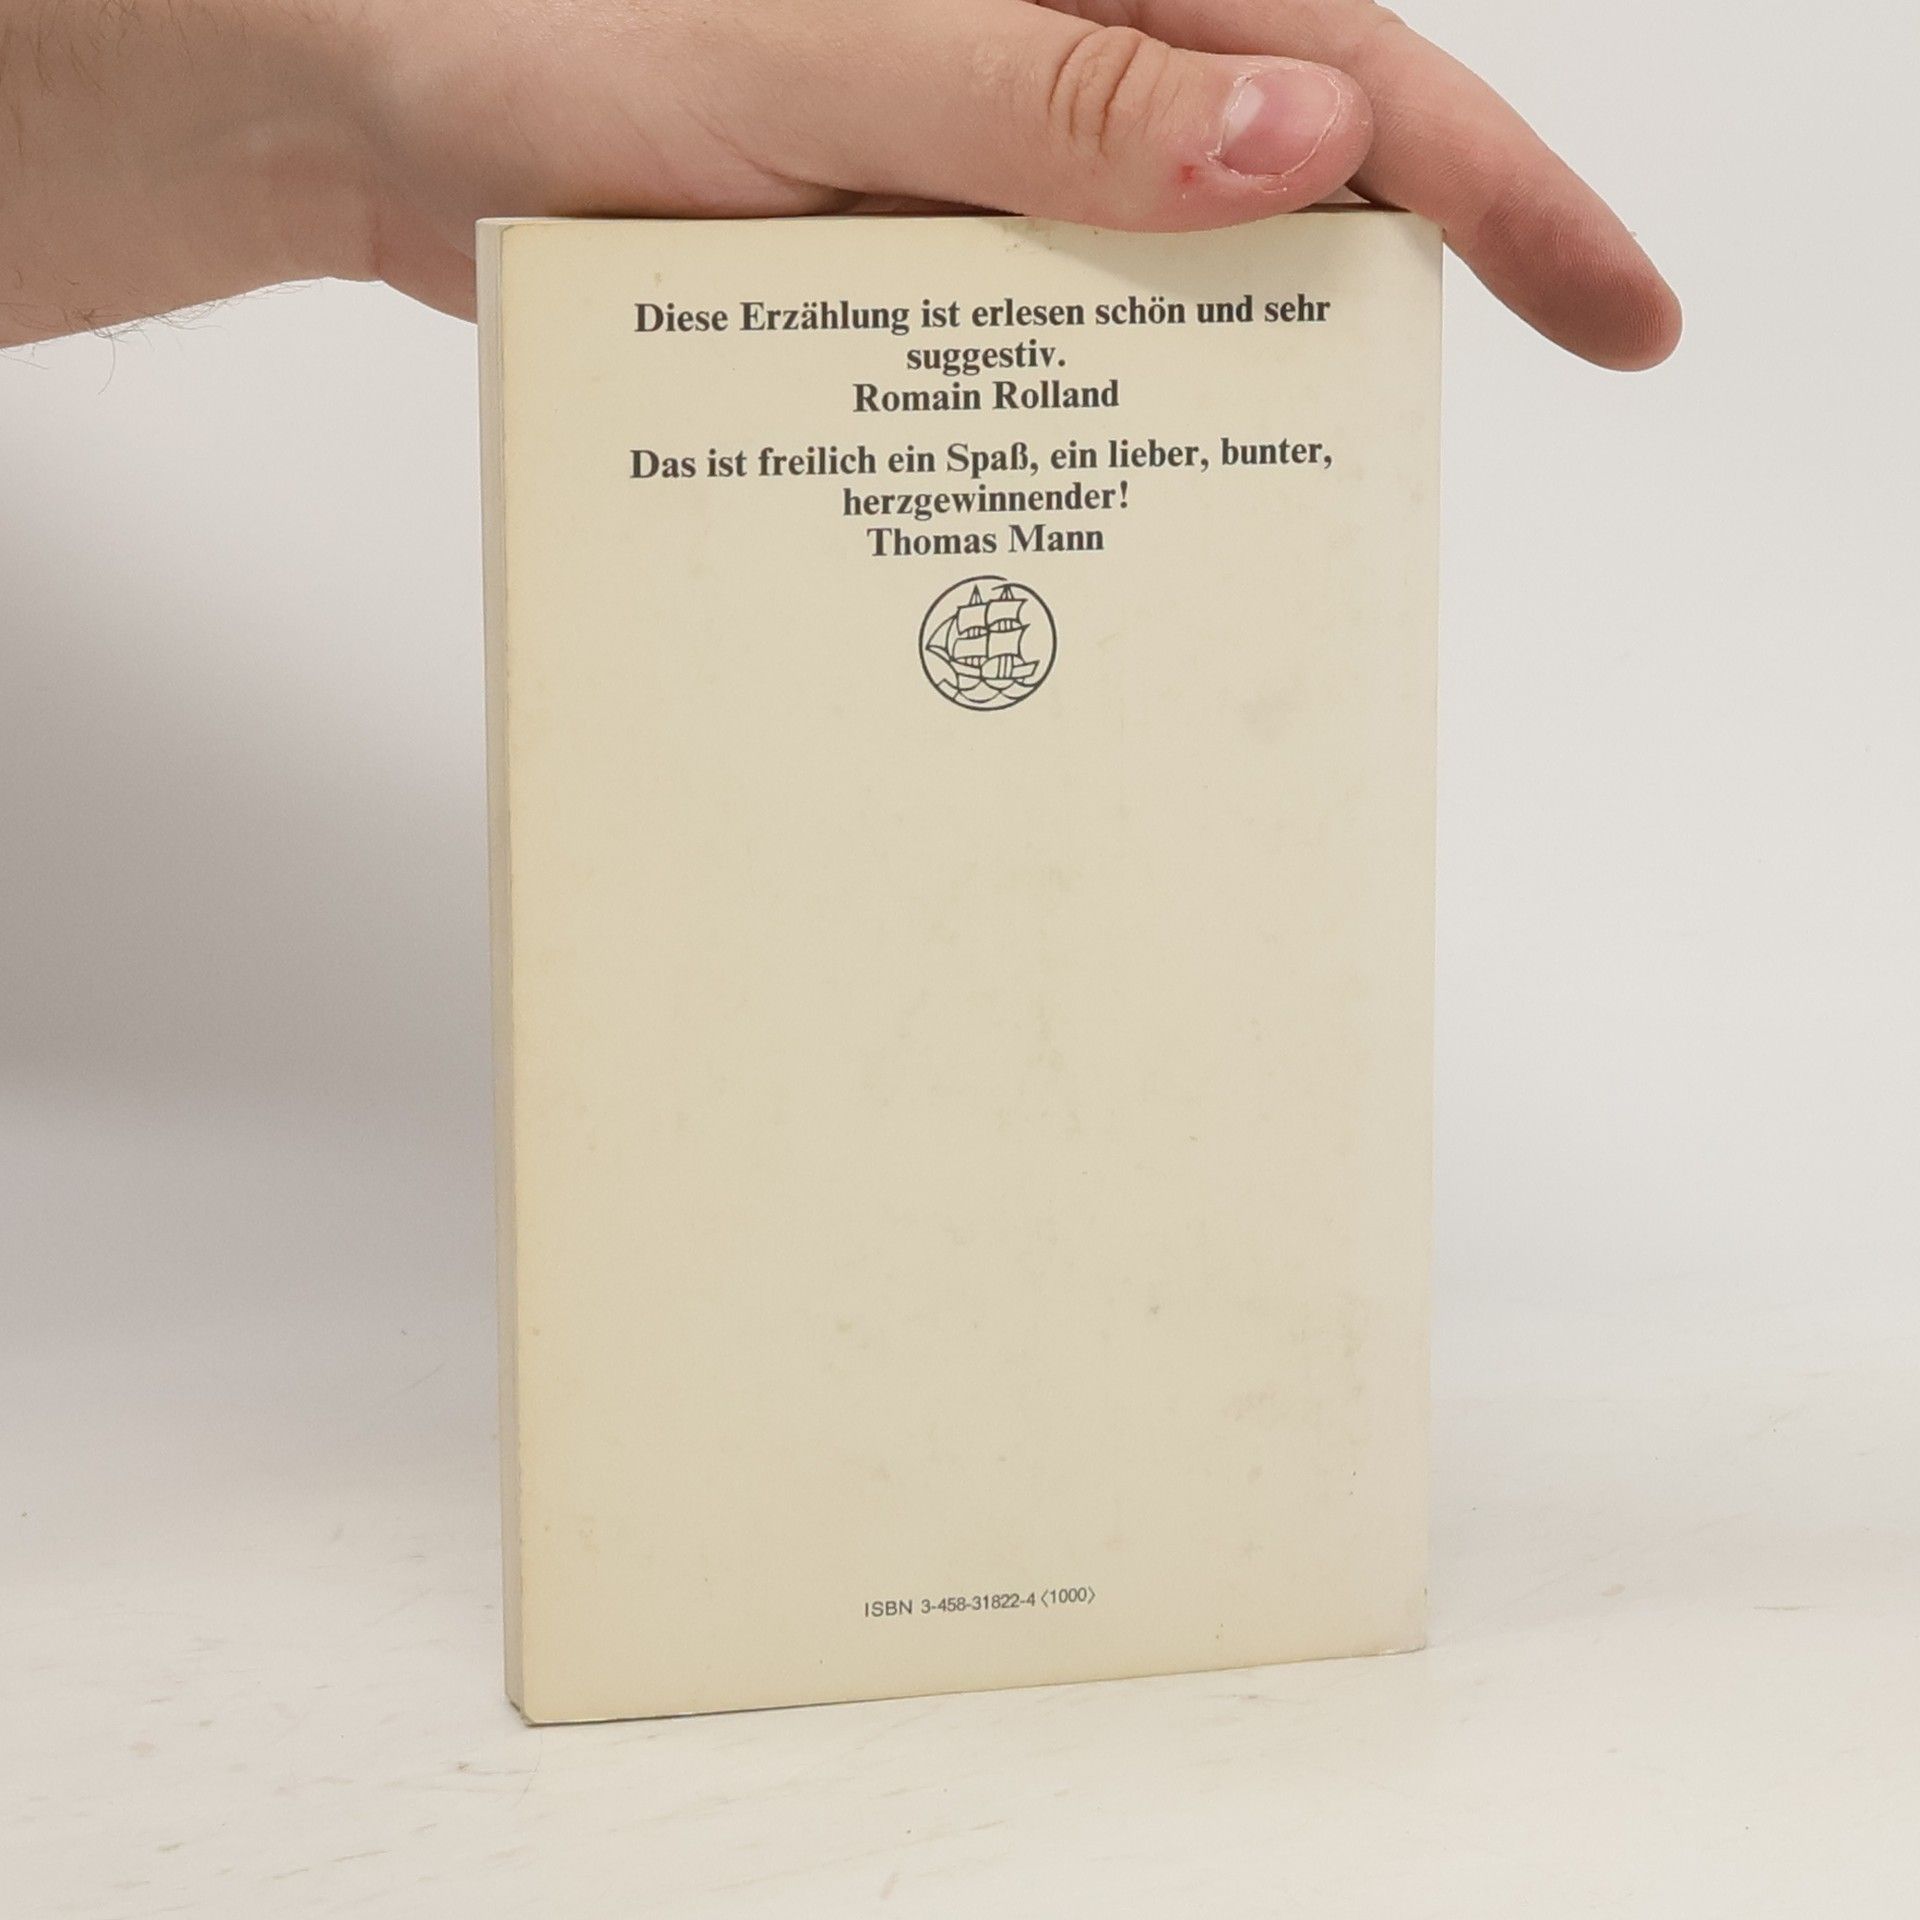 Diese Erzählung ist erlesen schön und sehr
suggestiv.
Romain Rolland
Das ist freilich ein Spaß, ein lieber, bunter,
herzgewinnender!
Thomas Mann
ISBN 3-458-31822-4 〈1000〉